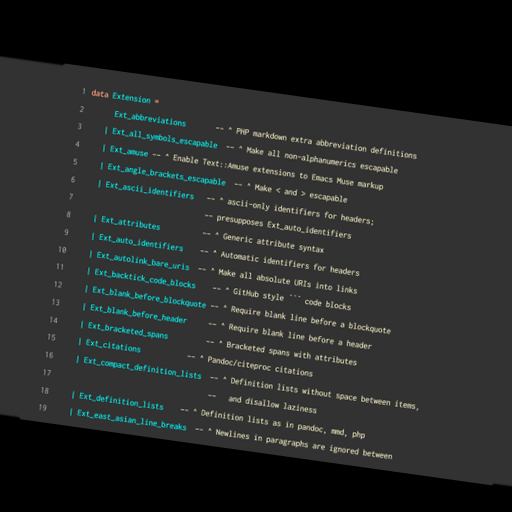 1 data Extension =
2 Ext_abbreviations -- ^ PHP markdown extra abbreviation definitions
3 | Ext_all_symbols_escapable -- ^ Make all non-alphanumerics escapable
4 | Ext_amuse -- ^ Enable Text::Amuse extensions to Emacs Muse markup
5 | Ext_angle_brackets_escapable -- ^ Make < and > escapable
6 | Ext_ascii_identifiers -- ^ ascii-only identifiers for headers;
7 -- presupposes Ext_auto_identifiers
8 | Ext_attributes -- ^ Generic attribute syntax
9 | Ext_auto_identifiers -- ^ Automatic identifiers for headers
10 | Ext_autolink_bare_uris -- ^ Make all absolute URIs into links
11 | Ext_backtick_code_blocks -- ^ GitHub style ``` code blocks
12 | Ext_blank_before_blockquote -- ^ Require blank line before a blockquote
13 | Ext_blank_before_header -- ^ Require blank line before a header
14 | Ext_bracketed_spans -- ^ Bracketed spans with attributes
15 | Ext_citations -- ^ Pandoc/citeproc citations
16 | Ext_compact_definition_lists -- ^ Definition lists without space between items,
17 -- and disallow laziness
18 | Ext_definition_lists -- ^ Definition lists as in pandoc, mmd, php
19 | Ext_east_asian_line_breaks -- ^ Newlines in paragraphs are ignored between